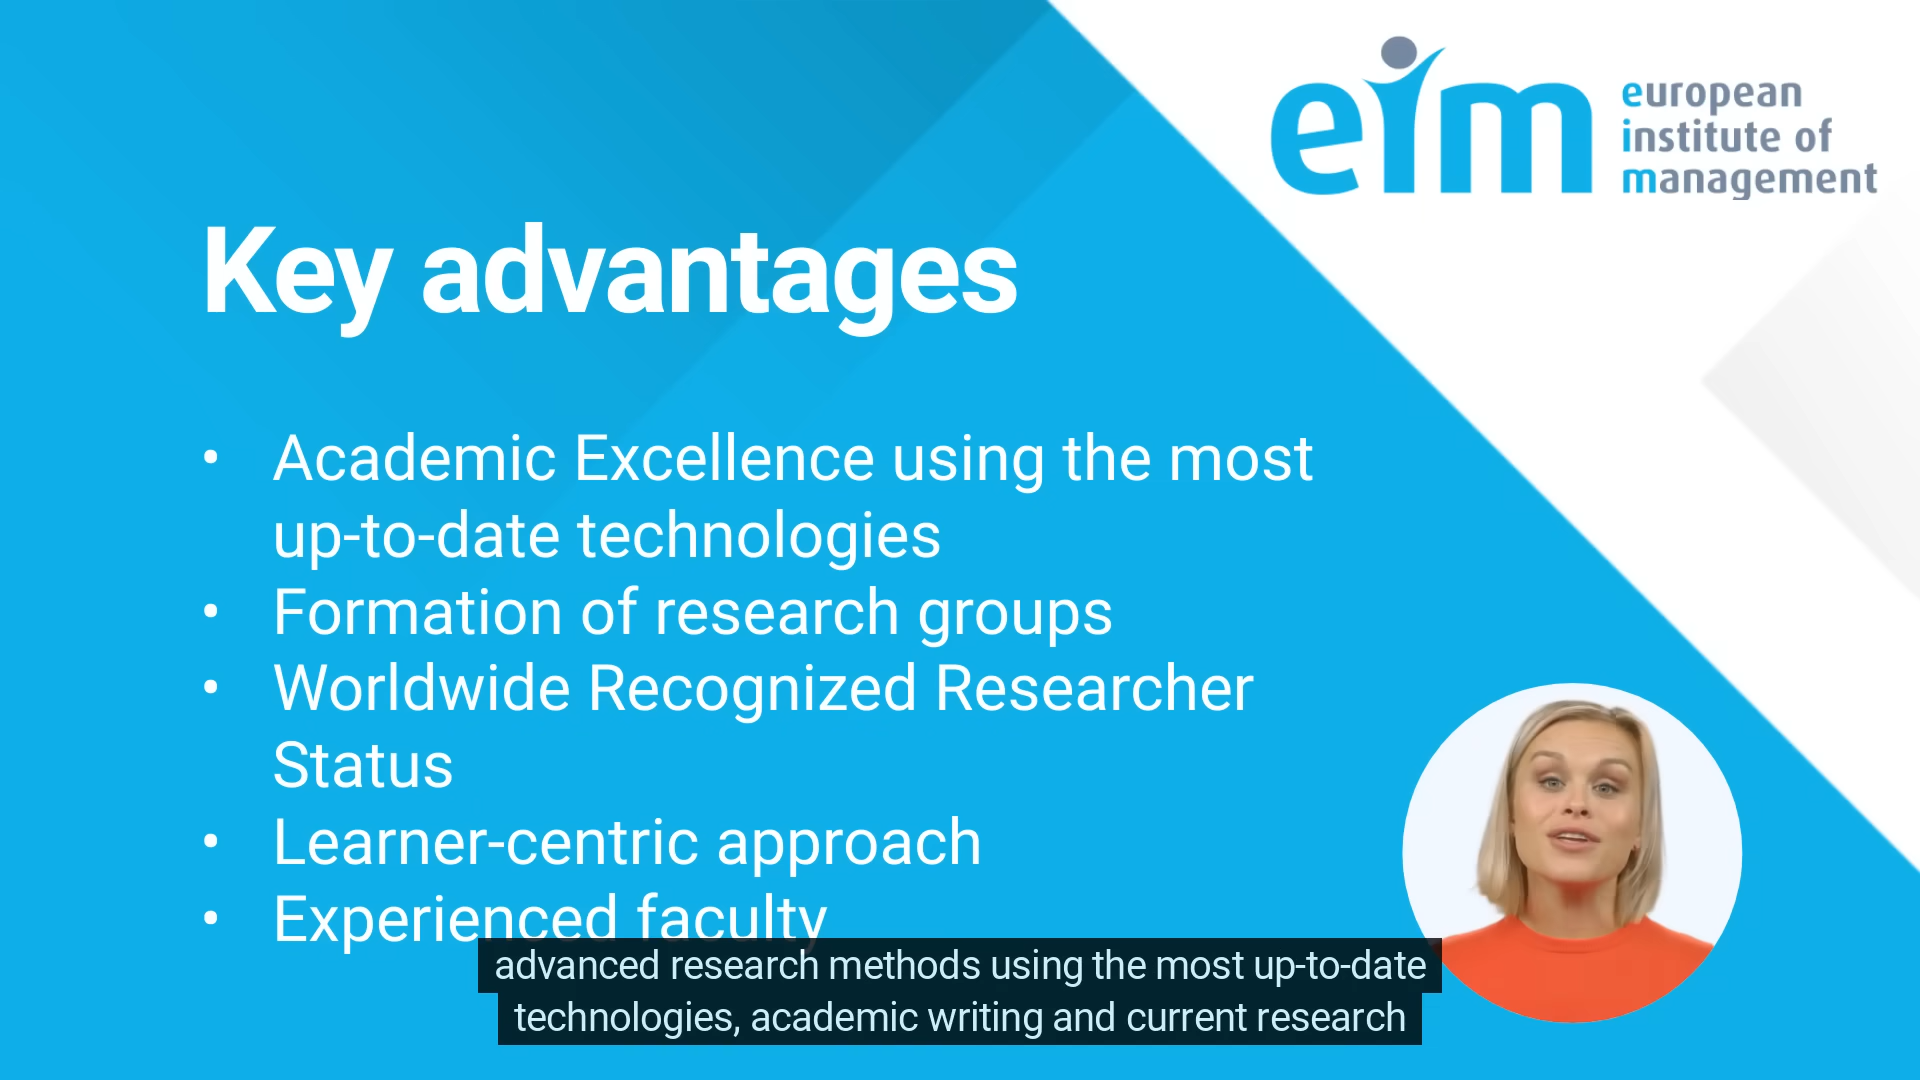 eim
european
institute of
management
Key advantages
• Academic Excellence using the most
up-to-date technologies
• Formation of research groups
• Worldwide Recognized Researcher
Status
• Learner-centric approach
• Experienced faculty
advanced research methods using the most up-to-date
technologies, academic writing and current research